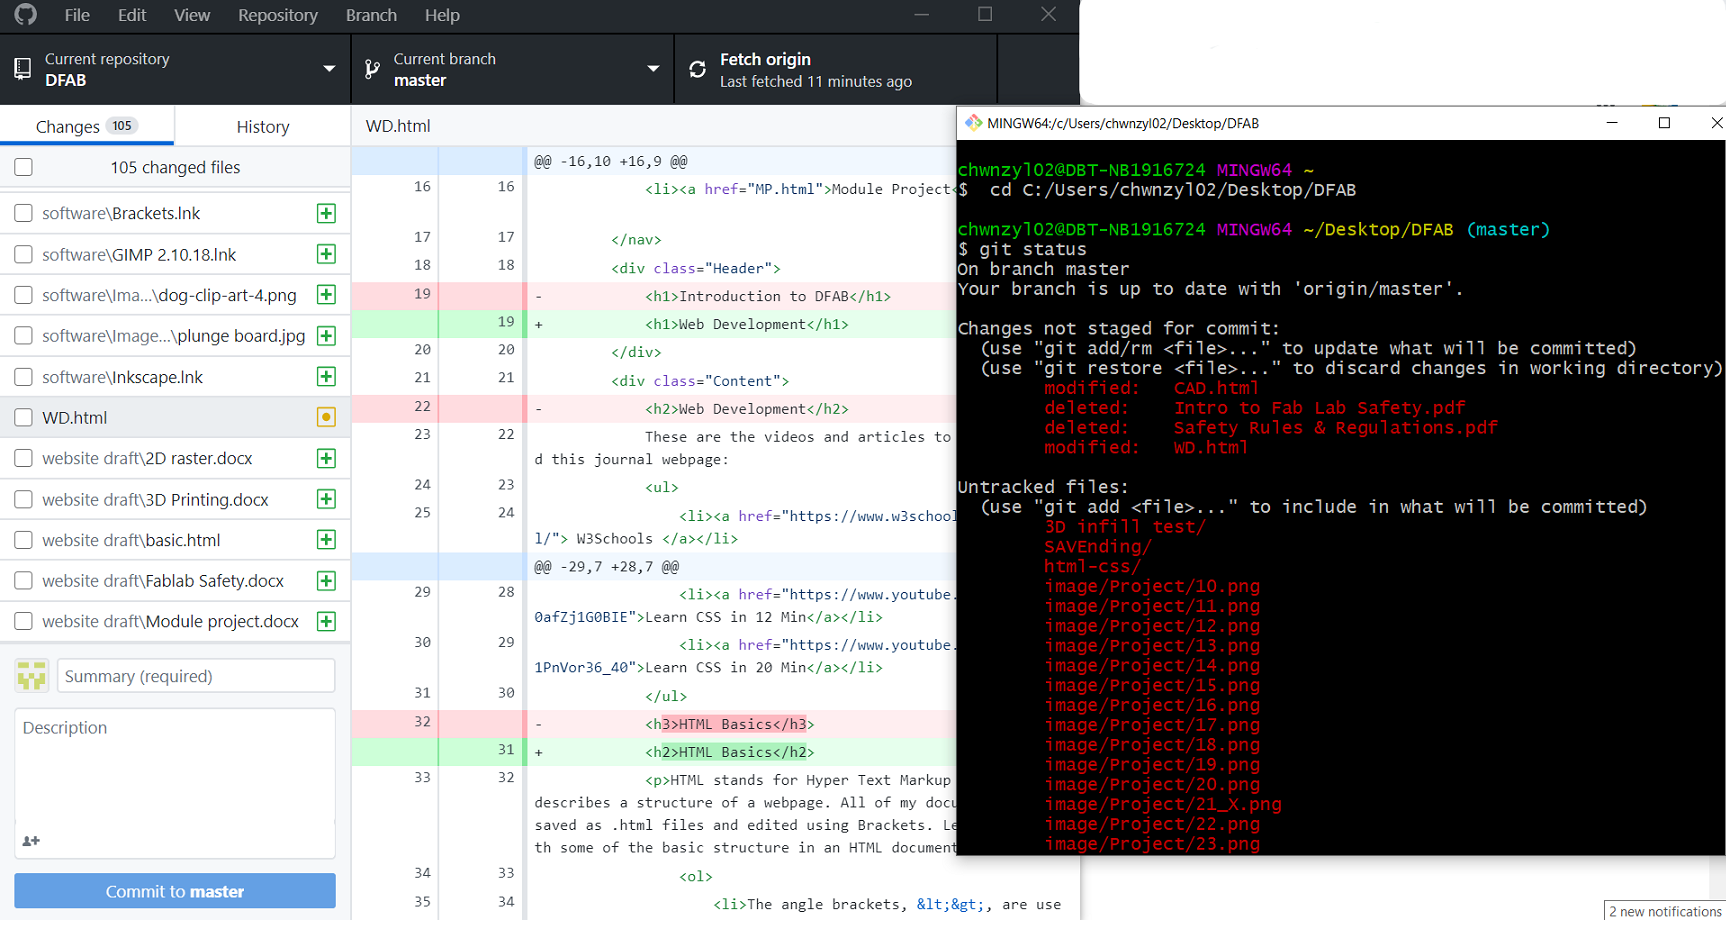 File Edit View Repository Branch Help
Current repository
DFAB
Current branch
master
Fetch origin
Last fetched 11 minutes ago
Changes 105 History
105 changed files
software\Brackets.lnk
software\GIMP 2.10.18.lnk
software\Ima...\dog-clip-art-4.png
software\Image...\plunge board.jpg
software\Inkscape.lnk
WD.html
website draft\2D raster.docx
website draft\3D Printing.docx
website draft\basic.html
website draft\Fablab Safety.docx
website draft\Module project.docx
Summary (required)
Description
Commit to master
WD.html
@@ -16,10 +16,9 @@
16 16 <li><a href="MP.html">Module Project<
17 17 </nav>
18 18 <div class="Header">
19 - <h1>Introduction to DFAB</h1>
19 + <h1>Web Development</h1>
20 20 </div>
21 21 <div class="Content">
22 - <h2>Web Development</h2>
23 22 These are the videos and articles to
d this journal webpage:
24 23 <ul>
25 24 <li><a href="https://www.w3school
l/"> W3Schools </a></li>
@@ -29,7 +28,7 @@
29 28 <li><a href="https://www.youtube.
0afZj1G0BIE">Learn CSS in 12 Min</a></li>
30 29 <li><a href="https://www.youtube.
1PnVor36_40">Learn CSS in 20 Min</a></li>
31 30 </ul>
32 - <h3>HTML Basics</h3>
31 + <h2>HTML Basics</h2>
33 32 <p>HTML stands for Hyper Text Markup
describes a structure of a webpage. All of my docu
saved as .html files and edited using Brackets. Le
th some of the basic structure in an HTML document
34 33 <ol>
35 34 <li>The angle brackets, &lt;&gt;, are use
MINGW64:/c/Users/chwnzyl02/Desktop/DFAB
chwnzyl02@DBT-NB1916724 MINGW64 ~
$ cd C:/Users/chwnzyl02/Desktop/DFAB
chwnzyl02@DBT-NB1916724 MINGW64 ~/Desktop/DFAB (master)
$ git status
On branch master
Your branch is up to date with 'origin/master'.
Changes not staged for commit:
(use "git add/rm <file>..." to update what will be committed)
(use "git restore <file>..." to discard changes in working directory)
modified: CAD.html
deleted: Intro to Fab Lab Safety.pdf
deleted: Safety Rules & Regulations.pdf
modified: WD.html
Untracked files:
(use "git add <file>..." to include in what will be committed)
3D infill test/
SAVEnding/
html-css/
image/Project/10.png
image/Project/11.png
image/Project/12.png
image/Project/13.png
image/Project/14.png
image/Project/15.png
image/Project/16.png
image/Project/17.png
image/Project/18.png
image/Project/19.png
image/Project/20.png
image/Project/21_X.png
image/Project/22.png
image/Project/23.png
2 new notifications